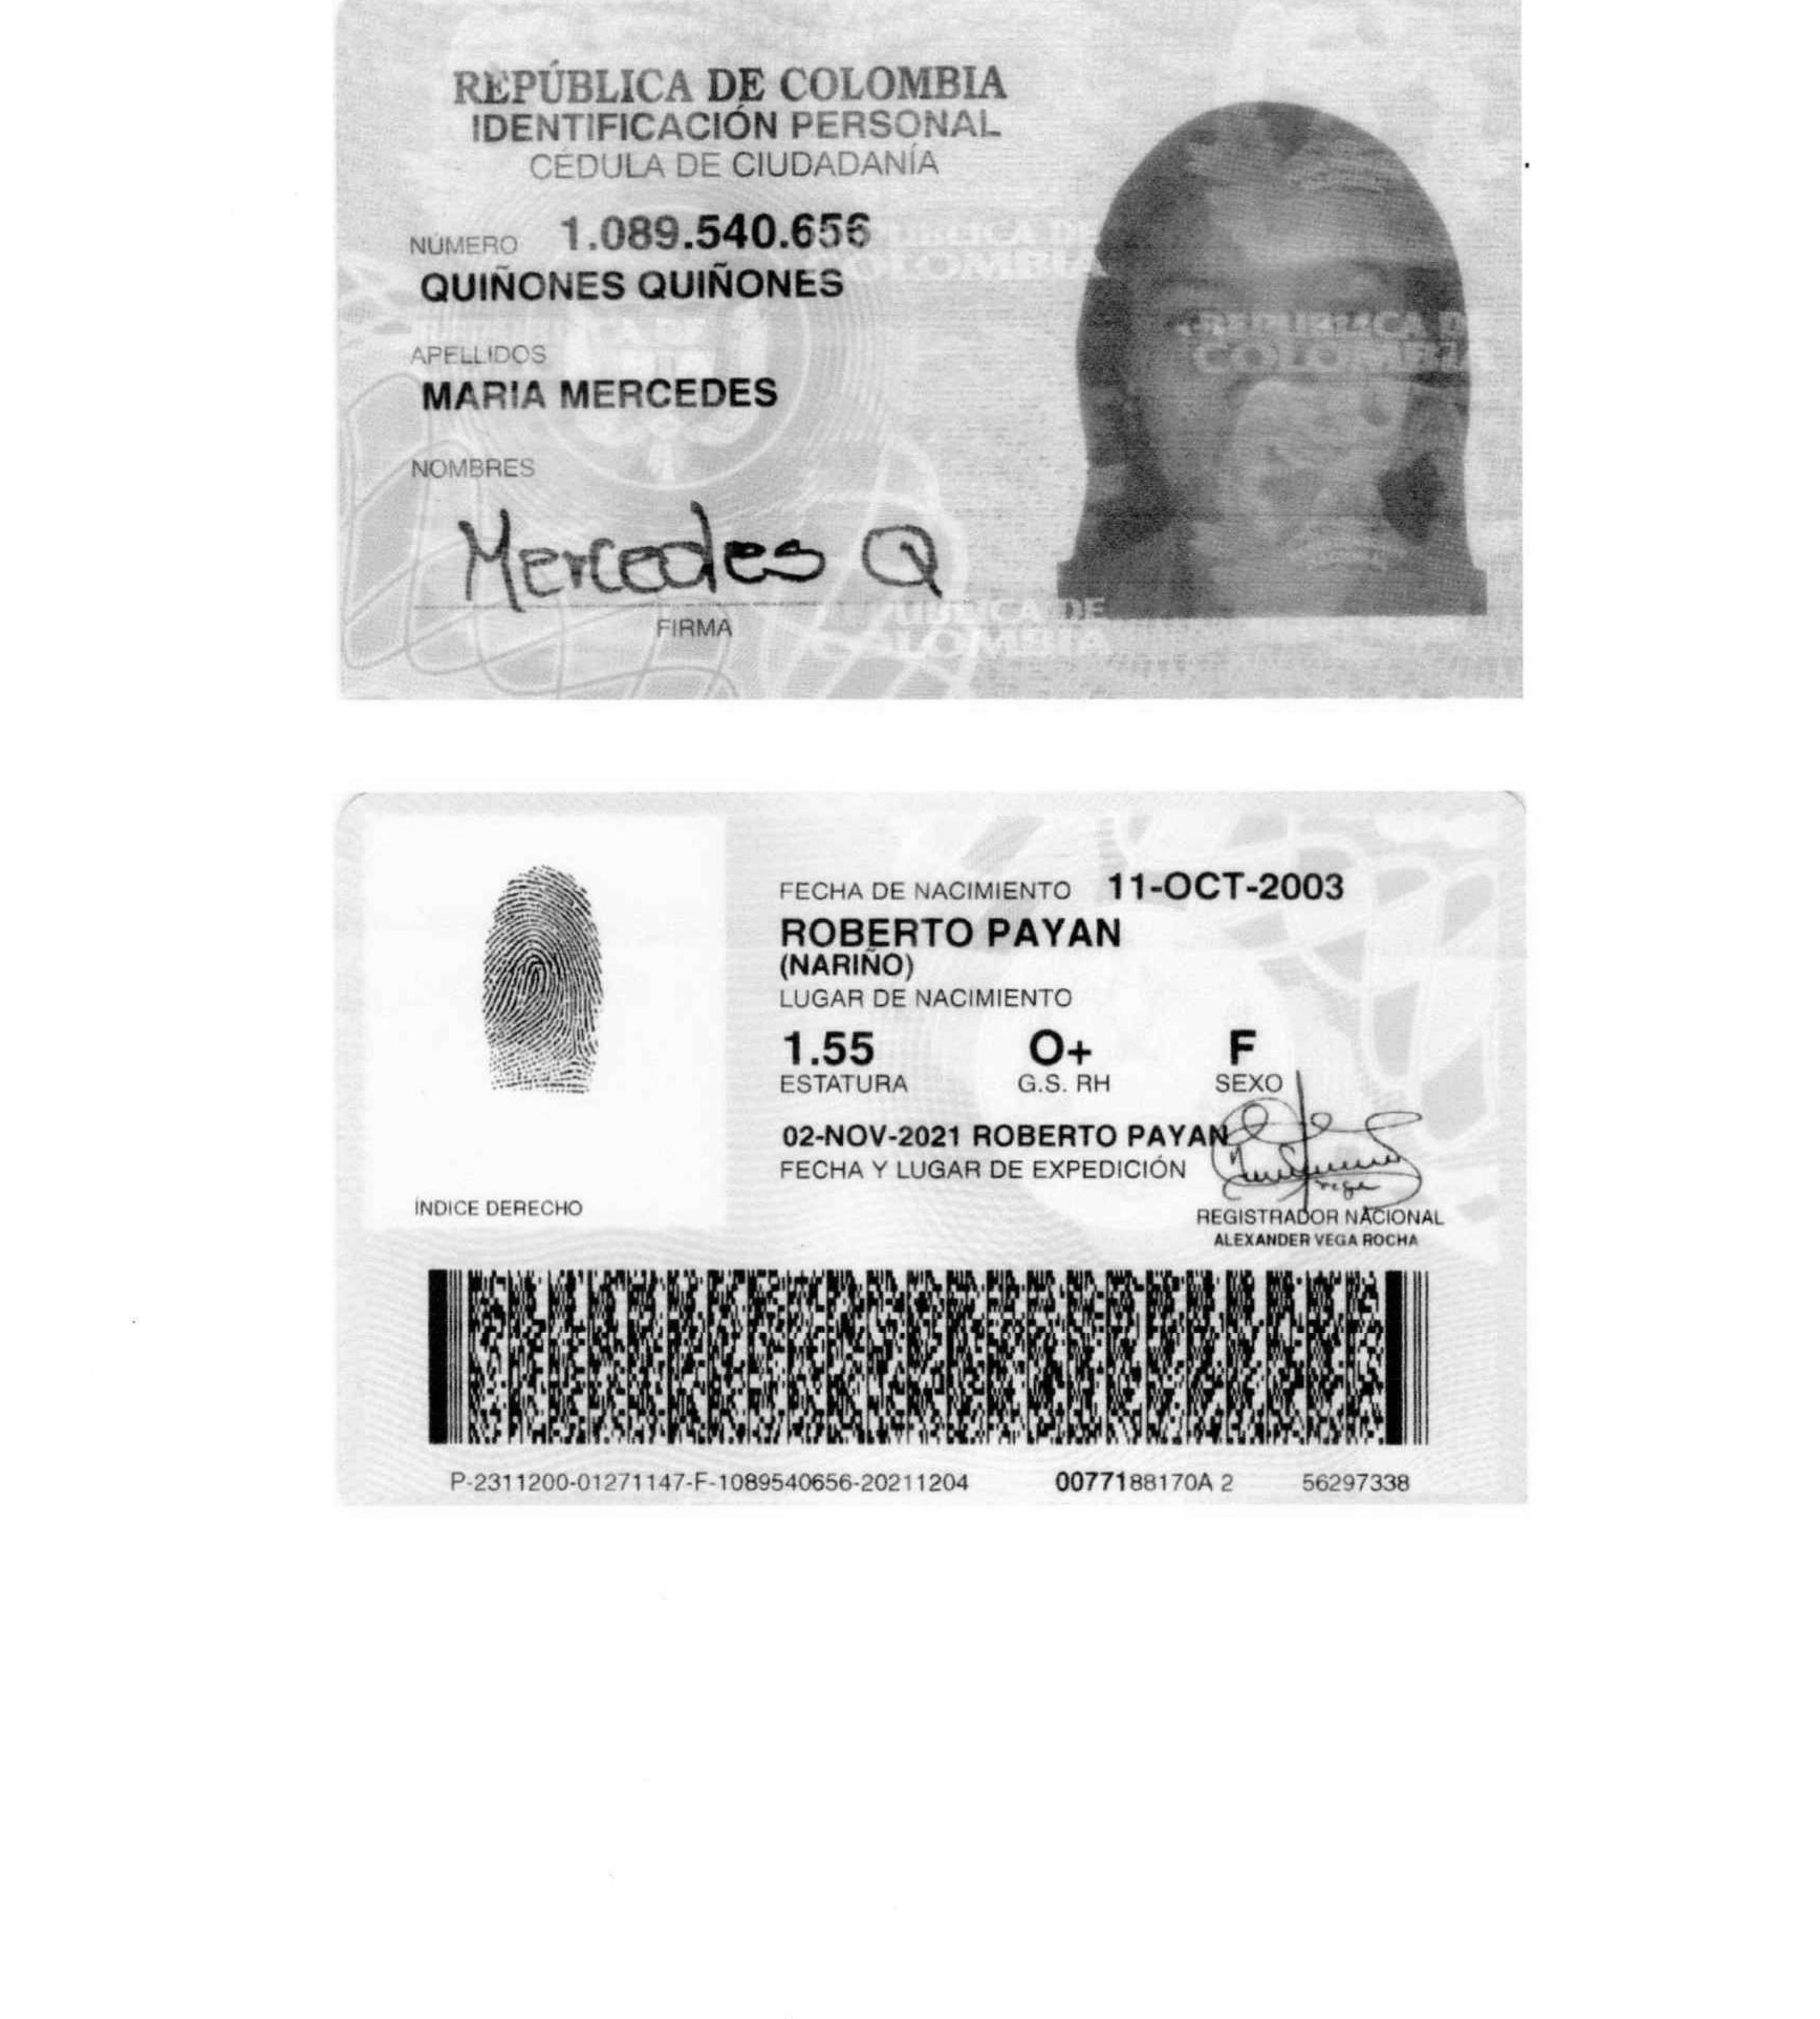 REPÚBLICA DE COLOMBIA
IDENTIFICACIÓN PERSONAL
CÉDULA DE CIUDADANÍA
NÚMERO 1.089.540.656
QUIÑONES QUIÑONES
APELLIDOS
MARIA MERCEDES
NOMBRES
Mercedes Q
FIRMA
REPUBLICA DE
COLOMBIA
FECHA DE NACIMIENTO 11-OCT-2003
ROBERTO PAYAN
(NARIÑO)
LUGAR DE NACIMIENTO
1.55 O+ F
ESTATURA G.S. RH SEXO
02-NOV-2021 ROBERTO PAYAN
FECHA Y LUGAR DE EXPEDICIÓN
ÍNDICE DERECHO
REGISTRADOR NACIONAL
ALEXANDER VEGA ROCHA
P-2311200-01271147-F-1089540656-20211204 0077188170A 2 56297338